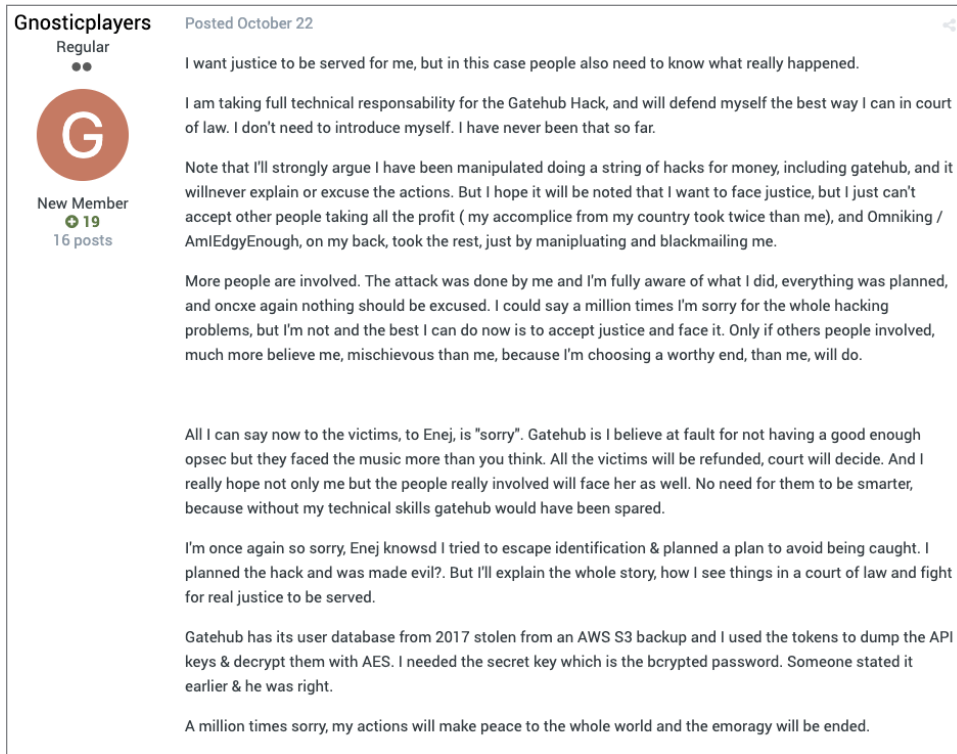 Gnosticplayers
Regular
G
New Member
19
16 posts
Posted October 22
I want justice to be served for me, but in this case people also need to know what really happened.
I am taking full technical responsability for the Gatehub Hack, and will defend myself the best way I can in court
of law. I don't need to introduce myself. I have never been that so far.
Note that I'll strongly argue I have been manipulated doing a string of hacks for money, including gatehub, and it
willnever explain or excuse the actions. But I hope it will be noted that I want to face justice, but I just can't
accept other people taking all the profit ( my accomplice from my country took twice than me), and Omniking /
AmIEdgyEnough, on my back, took the rest, just by manipluating and blackmailing me.
More people are involved. The attack was done by me and I'm fully aware of what I did, everything was planned,
and oncxe again nothing should be excused. I could say a million times I'm sorry for the whole hacking
problems, but I'm not and the best I can do now is to accept justice and face it. Only if others people involved,
much more believe me, mischievous than me, because I'm choosing a worthy end, than me, will do.
All I can say now to the victims, to Enej, is "sorry". Gatehub is I believe at fault for not having a good enough
opsec but they faced the music more than you think. All the victims will be refunded, court will decide. And I
really hope not only me but the people really involved will face her as well. No need for them to be smarter,
because without my technical skills gatehub would have been spared.
I'm once again so sorry, Enej knowsd I tried to escape identification & planned a plan to avoid being caught. I
planned the hack and was made evil?. But I'll explain the whole story, how I see things in a court of law and fight
for real justice to be served.
Gatehub has its user database from 2017 stolen from an AWS S3 backup and I used the tokens to dump the API
keys & decrypt them with AES. I needed the secret key which is the bcrypted password. Someone stated it
earlier & he was right.
A million times sorry, my actions will make peace to the whole world and the emoragy will be ended.